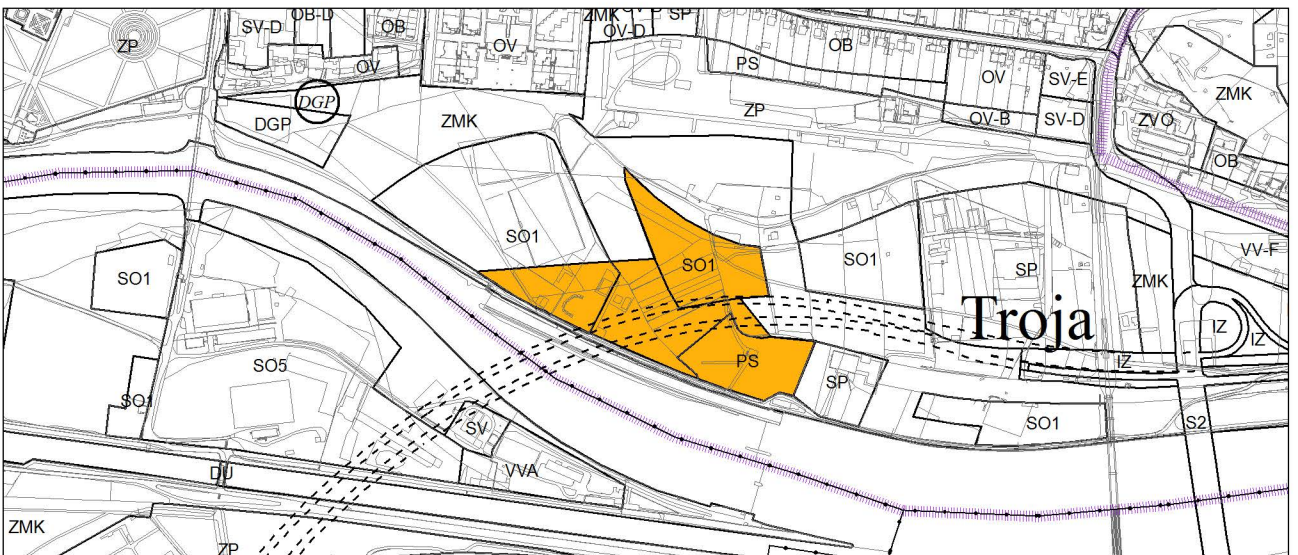 ZMK
SP
OV-D
OB-D
SV-D
OB
ZP
OV
OB
PS
OV
OV
SV-E
ZMK
DGP
ZP
DGP
ZMK
OV-B
SV-D
ZVO
OB
SO1
SO1
SO1
SP
VV-F
SO1
ZMK
Troja
IZ
IZ
IZ
PS
SO5
SP
SO1
SO1
S2
SV
DU
VVA
ZMK
ZP